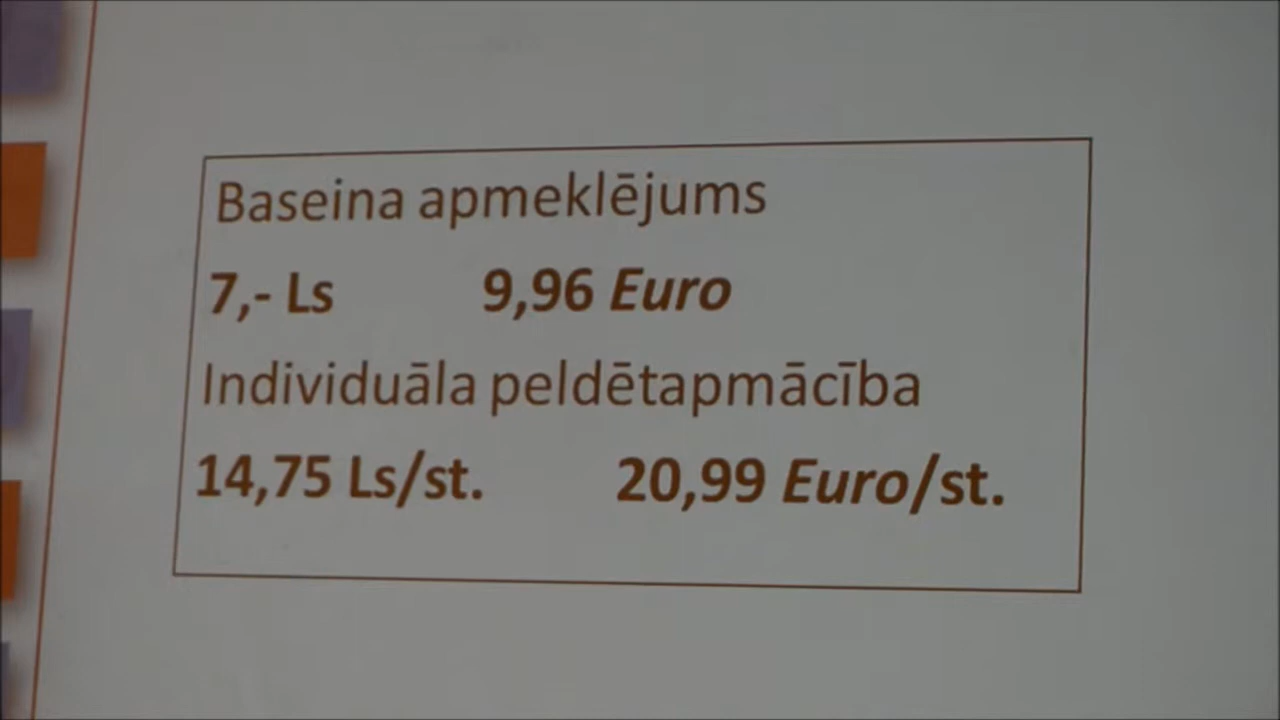 Baseina apmeklējums
7,- Ls 9,96 Euro
Individuāla peldētapmācība
14,75 Ls/st. 20,99 Euro/st.